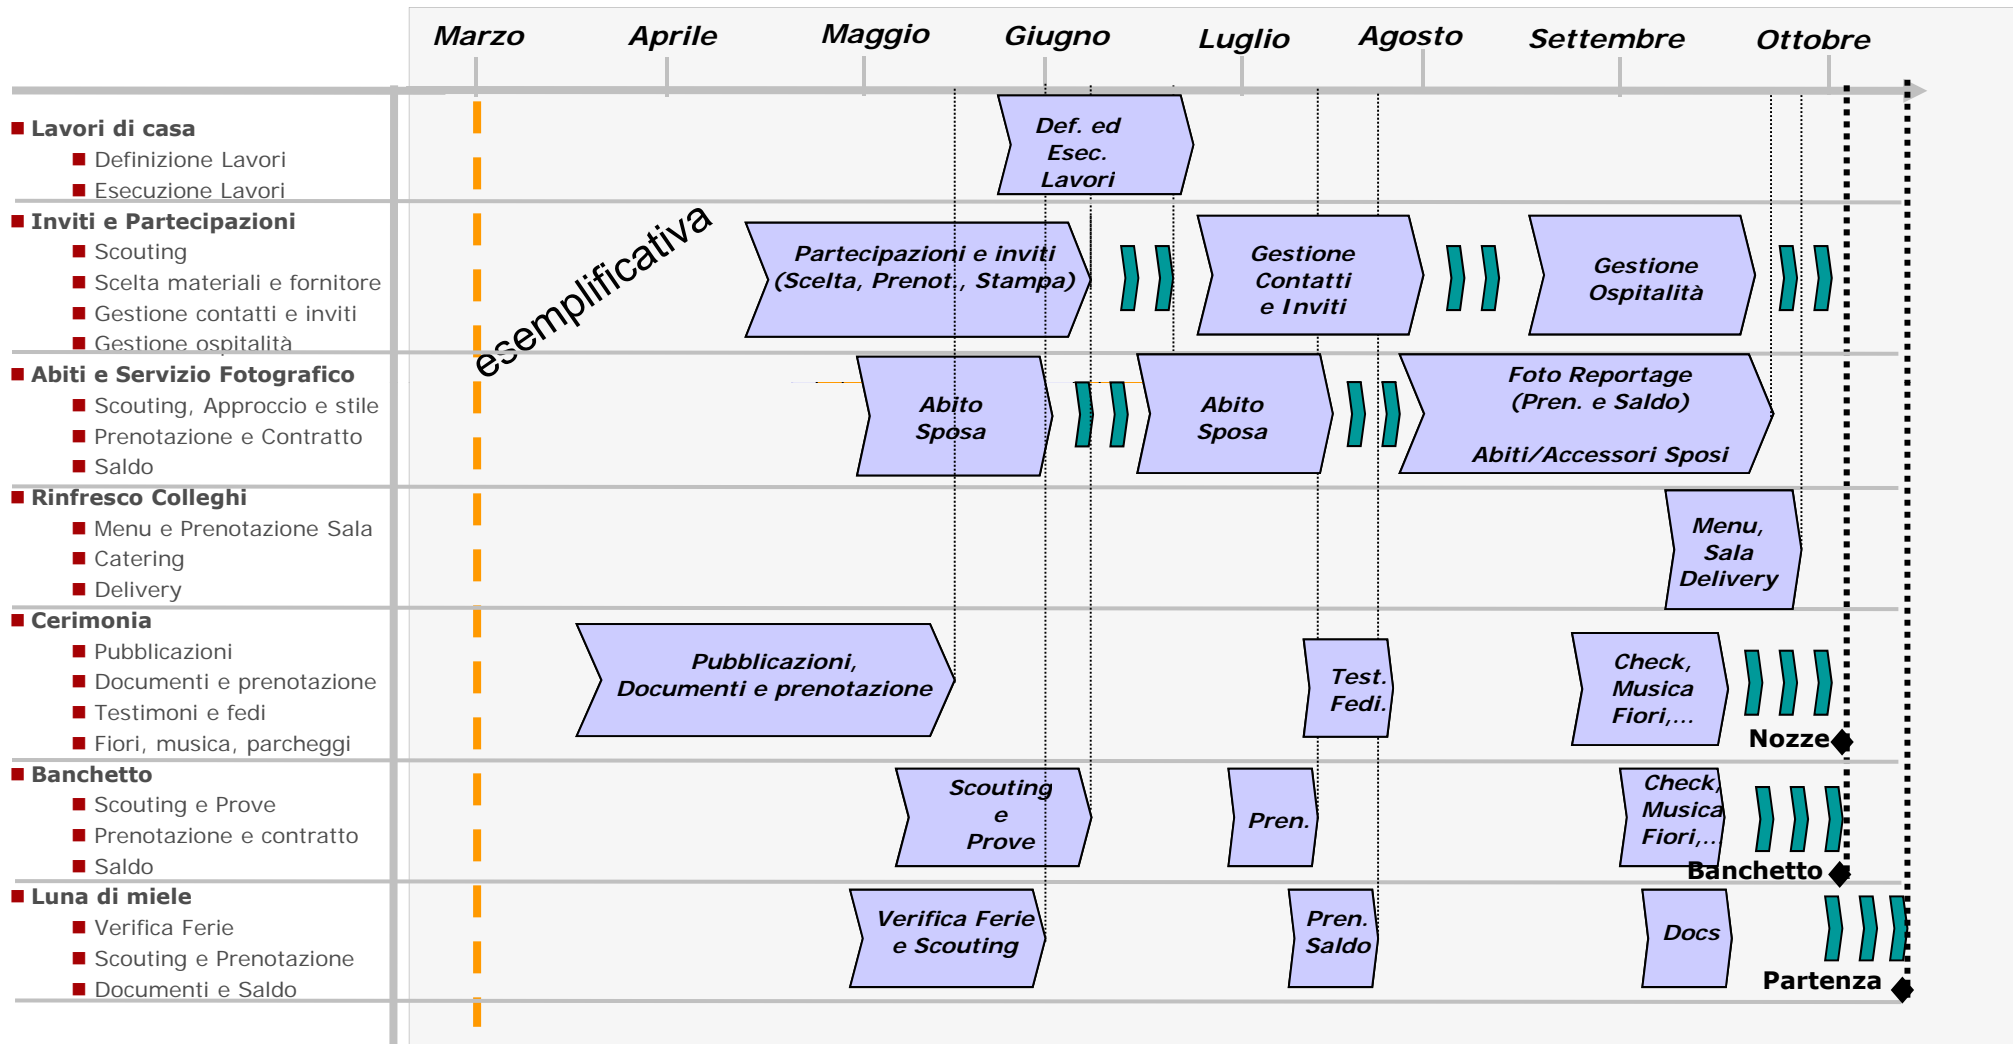 Marzo Aprile Maggio Giugno Luglio Agosto Settembre Ottobre
Lavori di casa
Definizione Lavori
Esecuzione Lavori
Def. ed
Esec.
Lavori
Inviti e Partecipazioni
Scouting
Scelta materiali e fornitore
Gestione contatti e inviti
Gestione ospitalità
esemplificativa
Partecipazioni e inviti
(Scelta, Prenot., Stampa)
Gestione
Contatti
e Inviti
Gestione
Ospitalità
Abiti e Servizio Fotografico
Scouting, Approccio e stile
Prenotazione e Contratto
Saldo
Abito
Sposa
Abito
Sposa
Foto Reportage
(Pren. e Saldo)
Abiti/Accessori Sposi
Rinfresco Colleghi
Menu e Prenotazione Sala
Catering
Delivery
Menu,
Sala
Delivery
Cerimonia
Pubblicazioni
Documenti e prenotazione
Testimoni e fedi
Fiori, musica, parcheggi
Pubblicazioni,
Documenti e prenotazione
Test.
Fedi.
Check,
Musica
Fiori,...
Nozze
Banchetto
Scouting e Prove
Prenotazione e contratto
Saldo
Scouting
e
Prove
Pren.
Check,
Musica
Fiori,...
Banchetto
Luna di miele
Verifica Ferie
Scouting e Prenotazione
Documenti e Saldo
Verifica Ferie
e Scouting
Pren.
Saldo
Docs
Partenza